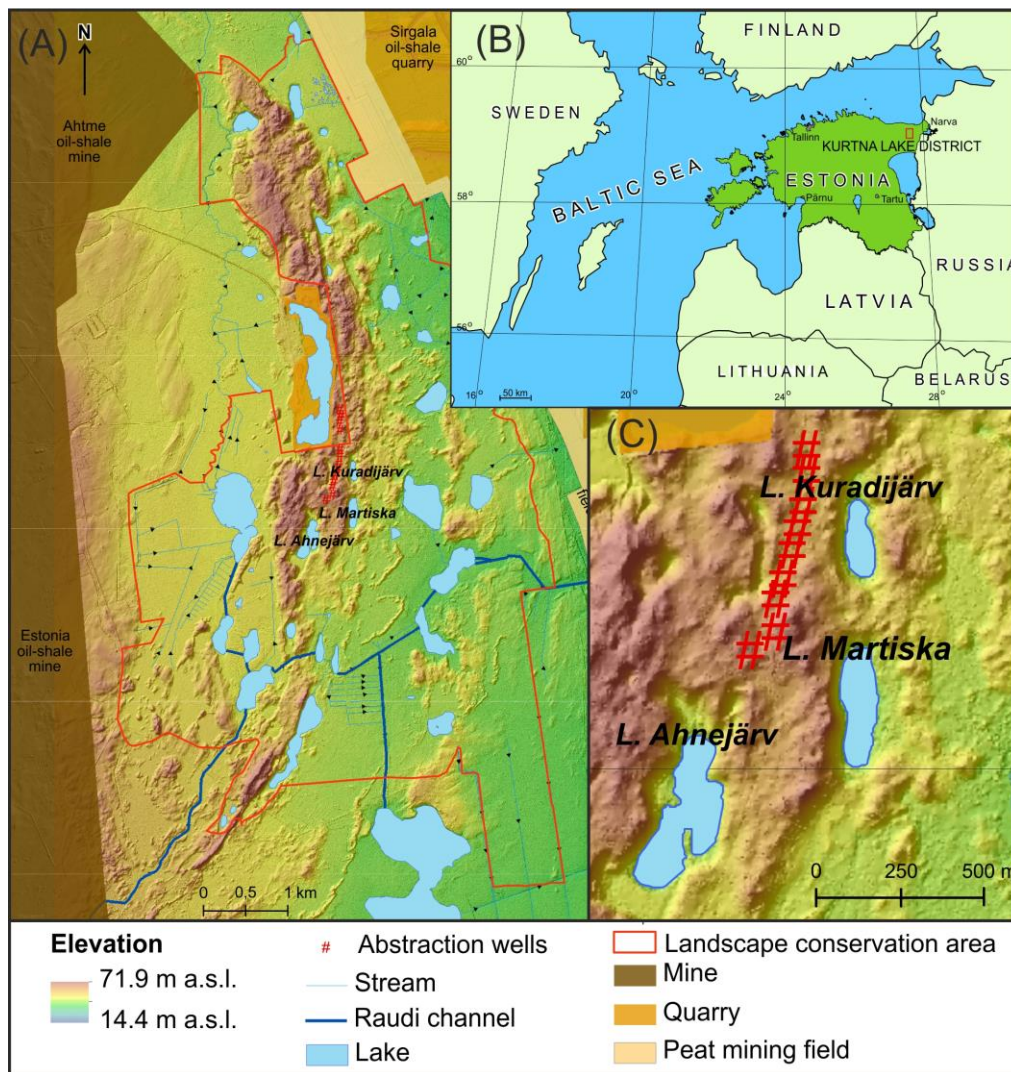 (A)
N
Sirgala
oil-shale
quarry
Ahtme
oil-shale
mine
L. Kuradijärv
L. Martiska
L. Ahnejärv
Estonia
oil-shale
mine
field
0 0.5 1 km
(B)
FINLAND
60°
SWEDEN
Tallinn
Narva
KURTNA LAKE DISTRICT
ESTONIA
BALTIC SEA
58°
Pärnu
Tartu
RUSSIA
LATVIA
56°
LITHUANIA
BELARUS
16°
50 km
20°
24°
28°
(C)
L. Kuradijärv
L. Martiska
L. Ahnejärv
0 250 500 m
Elevation
71.9 m a.s.l.
14.4 m a.s.l.
# Abstraction wells
Stream
Raudi channel
Lake
Landscape conservation area
Mine
Quarry
Peat mining field